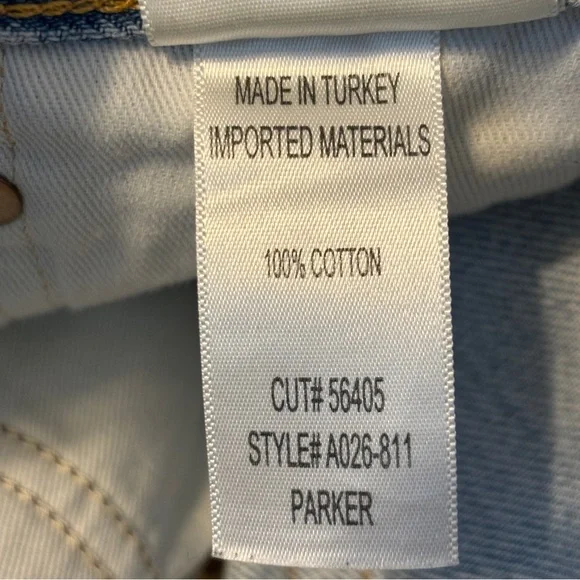 MADE IN TURKEY
IMPORTED MATERIALS
100% COTTON
CUT# 56405
STYLE# A026-811
PARKER